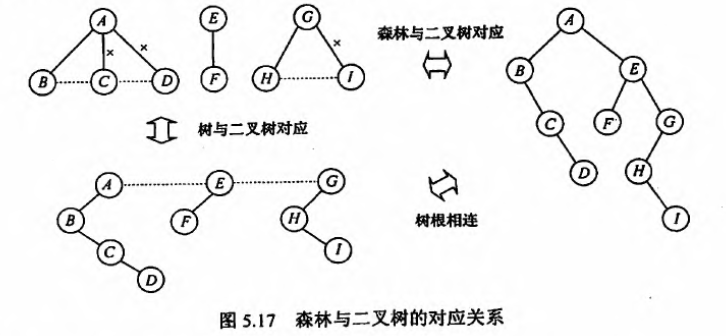 A E G
森林与二叉树对应
A
B C D F H I
B E
C F G
树与二叉树对应
D H
A E G
B F H
树根相连
I
C I
D
图 5.17 森林与二叉树的对应关系